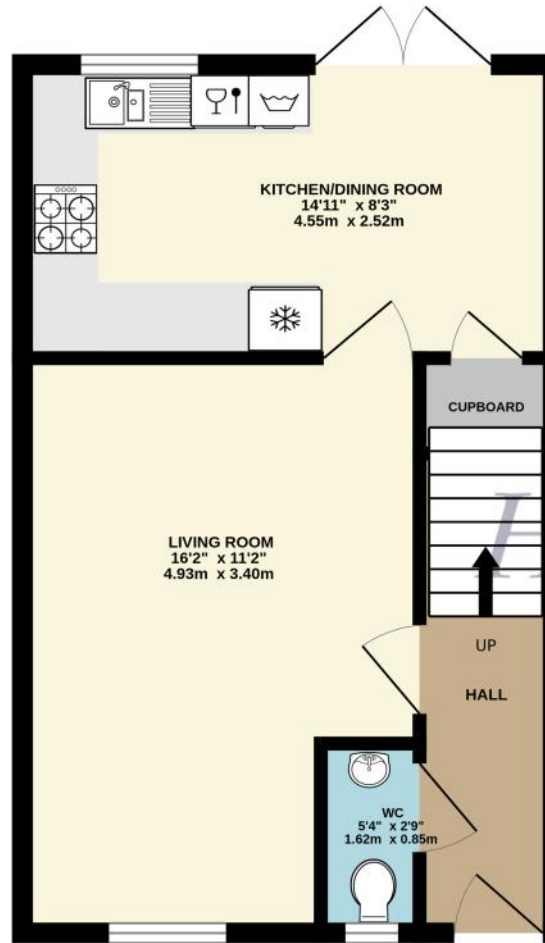 KITCHEN/DINING ROOM
14'11" x 8'3"
4.55m x 2.52m
CUPBOARD
LIVING ROOM
16'2" x 11'2"
4.93m x 3.40m
UP
HALL
WC
5'4" x 2'9"
1.62m x 0.85m